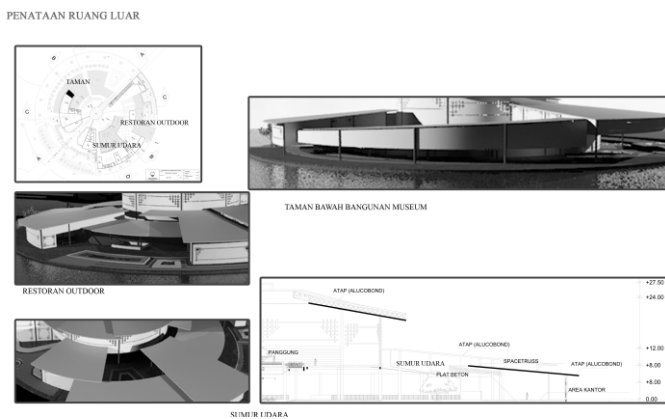 PENATAAN RUANG LUAR
TAMAN
RESTORAN OUTDOOR
SUMUR UDARA
TAMAN BAWAH BANGUNAN MUSEUM
RESTORAN OUTDOOR
ATAP (ALUCOBOND)
+27.50
+24.00
ATAP (ALUCOBOND)
+12.00
PANGGUNG
SUMUR UDARA
SPACETRUSS
ATAP (ALUCOBOND)
+8.00
PLAT BETON
+8.00
AREA KANTOR
0.00
SUMUR UDARA